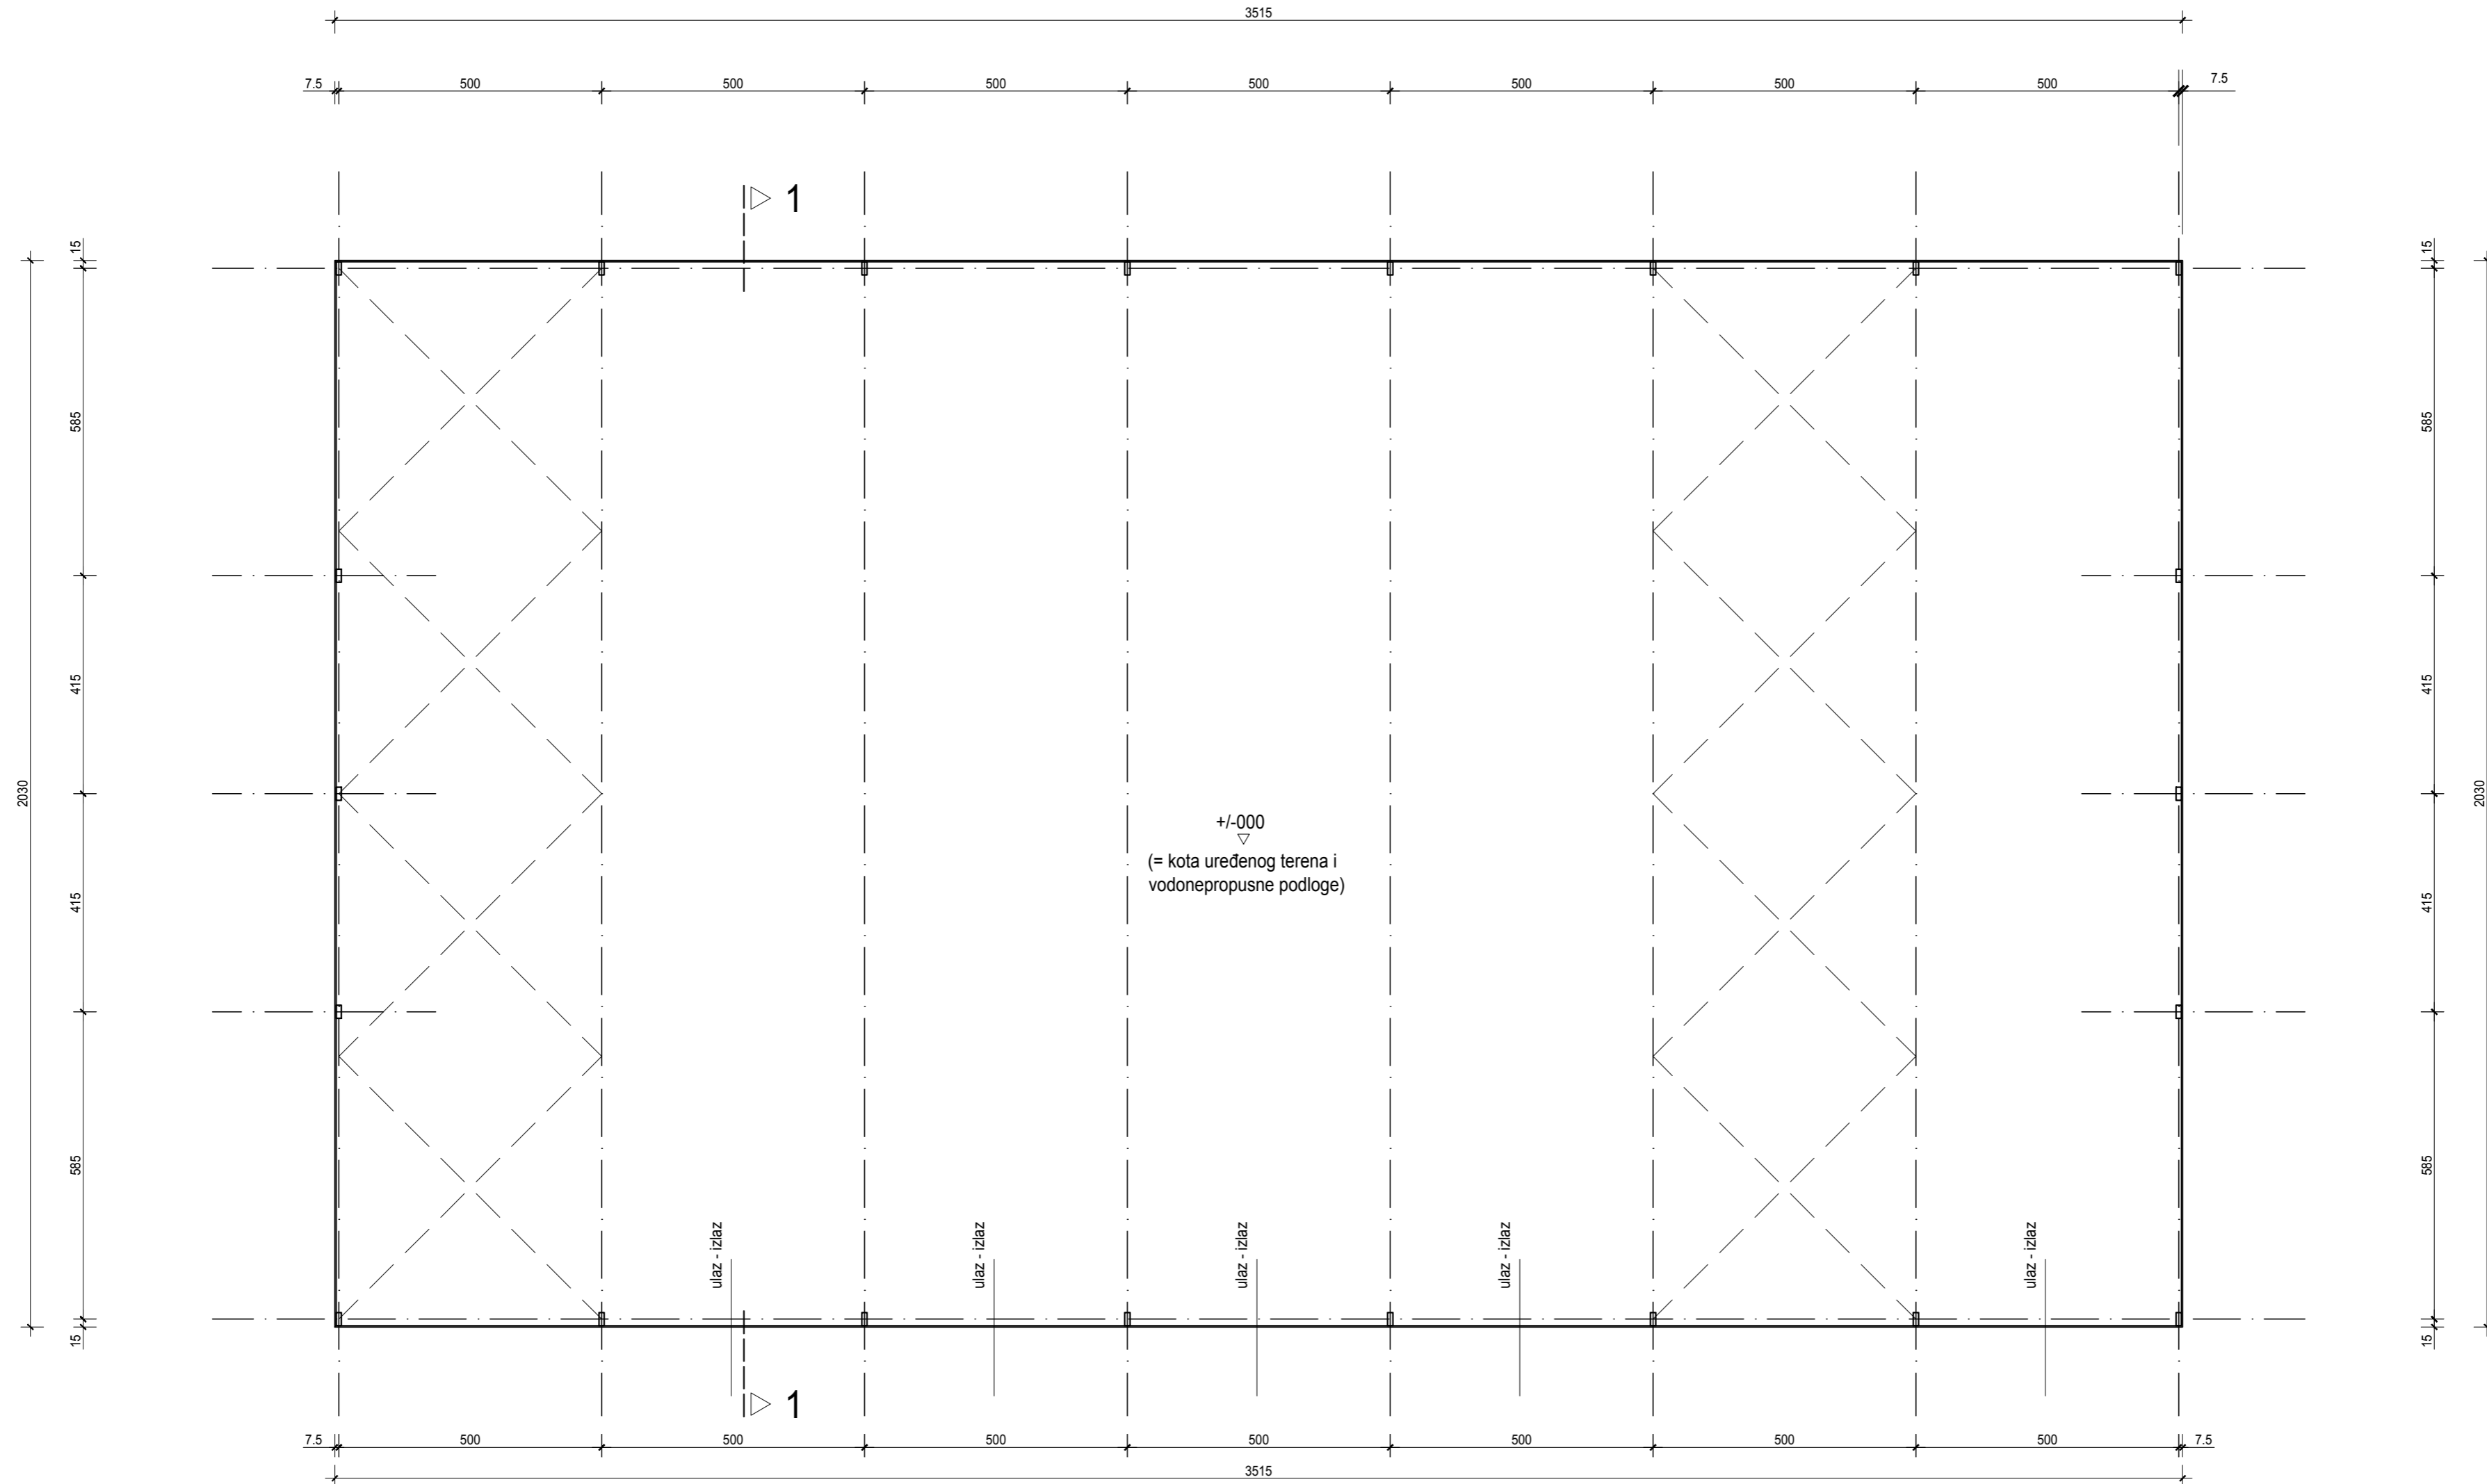 3515
7.5 500 500 500 500 500 500 500 7.5
1
15 15
585 585
415 415
2030 2030
+/-000
(= kota uređenog terena i
vodonepropusne podloge)
415 415
585 585
ulaz - izlaz ulaz - izlaz ulaz - izlaz ulaz - izlaz ulaz - izlaz
15 15
1
7.5 500 500 500 500 500 500 500 7.5
3515